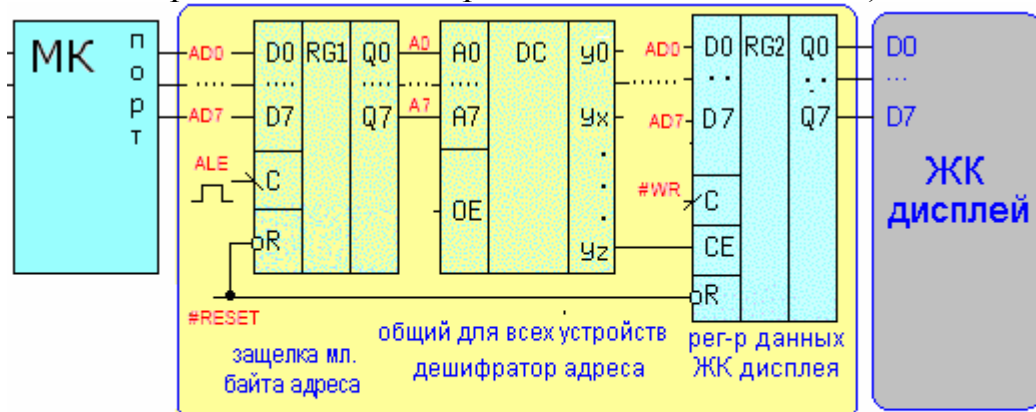 МК
порт
AD0
....
AD7
ALE
D0 RG1 Q0
.... ....
D7 Q7
C
R
#RESET
A0
....
A7
A0 DC y0
.... ....
A7 yx
OE
yz
AD0
......
AD7
#WR
D0 RG2 Q0
.. ..
D7 Q7
C
CE
R
D0
...
D7
ЖК
дисплей
защелка мл.
байта адреса
общий для всех устройств
дешифратор адреса
рег-р данных
ЖК дисплея